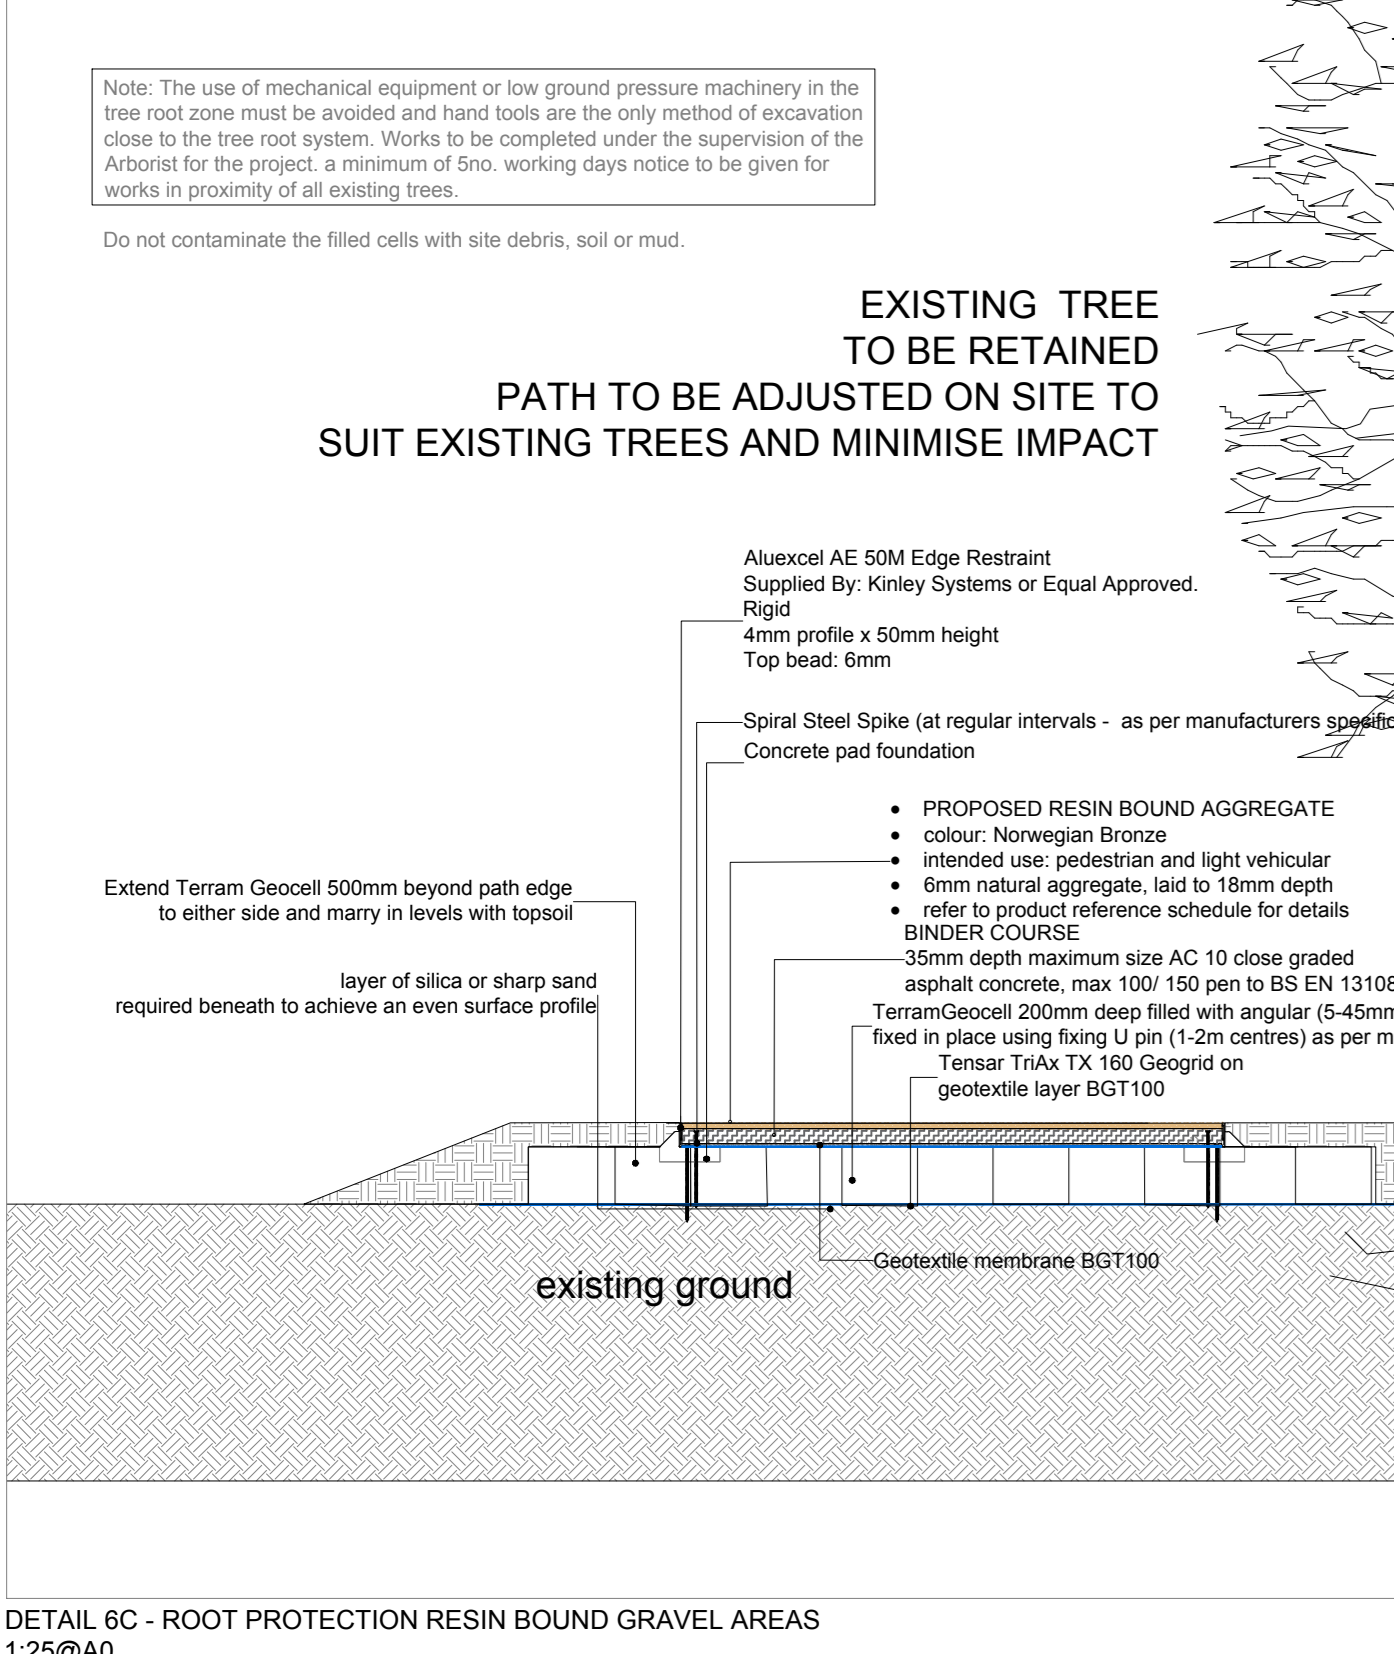 Note: The use of mechanical equipment or low ground pressure machinery in the
tree root zone must be avoided and hand tools are the only method of excavation
close to the tree root system. Works to be completed under the supervision of the
Arborist for the project. a minimum of 5no. working days notice to be given for
works in proximity of all existing trees.
Do not contaminate the filled cells with site debris, soil or mud.
EXISTING TREE
TO BE RETAINED
PATH TO BE ADJUSTED ON SITE TO
SUIT EXISTING TREES AND MINIMISE IMPACT
Aluexcel AE 50M Edge Restraint
Supplied By: Kinley Systems or Equal Approved.
Rigid
4mm profile x 50mm height
Top bead: 6mm
Spiral Steel Spike (at regular intervals - as per manufacturers
Concrete pad foundation
• PROPOSED RESIN BOUND AGGREGATE
• colour: Norwegian Bronze
• intended use: pedestrian and light vehicular
• 6mm natural aggregate, laid to 18mm depth
• refer to product reference schedule for details
BINDER COURSE
35mm depth maximum size AC 10 close graded
asphalt concrete, max 100/ 150 pen to BS EN 13108
TerramGeocell 200mm deep filled with angular (5-45mm
fixed in place using fixing U pin (1-2m centres) as per m
Tensar TriAx TX 160 Geogrid on
geotextile layer BGT100
Extend Terram Geocell 500mm beyond path edge
to either side and marry in levels with topsoil
layer of silica or sharp sand
required beneath to achieve an even surface profile
Geotextile membrane BGT100
existing ground
DETAIL 6C - ROOT PROTECTION RESIN BOUND GRAVEL AREAS
1:25@A0